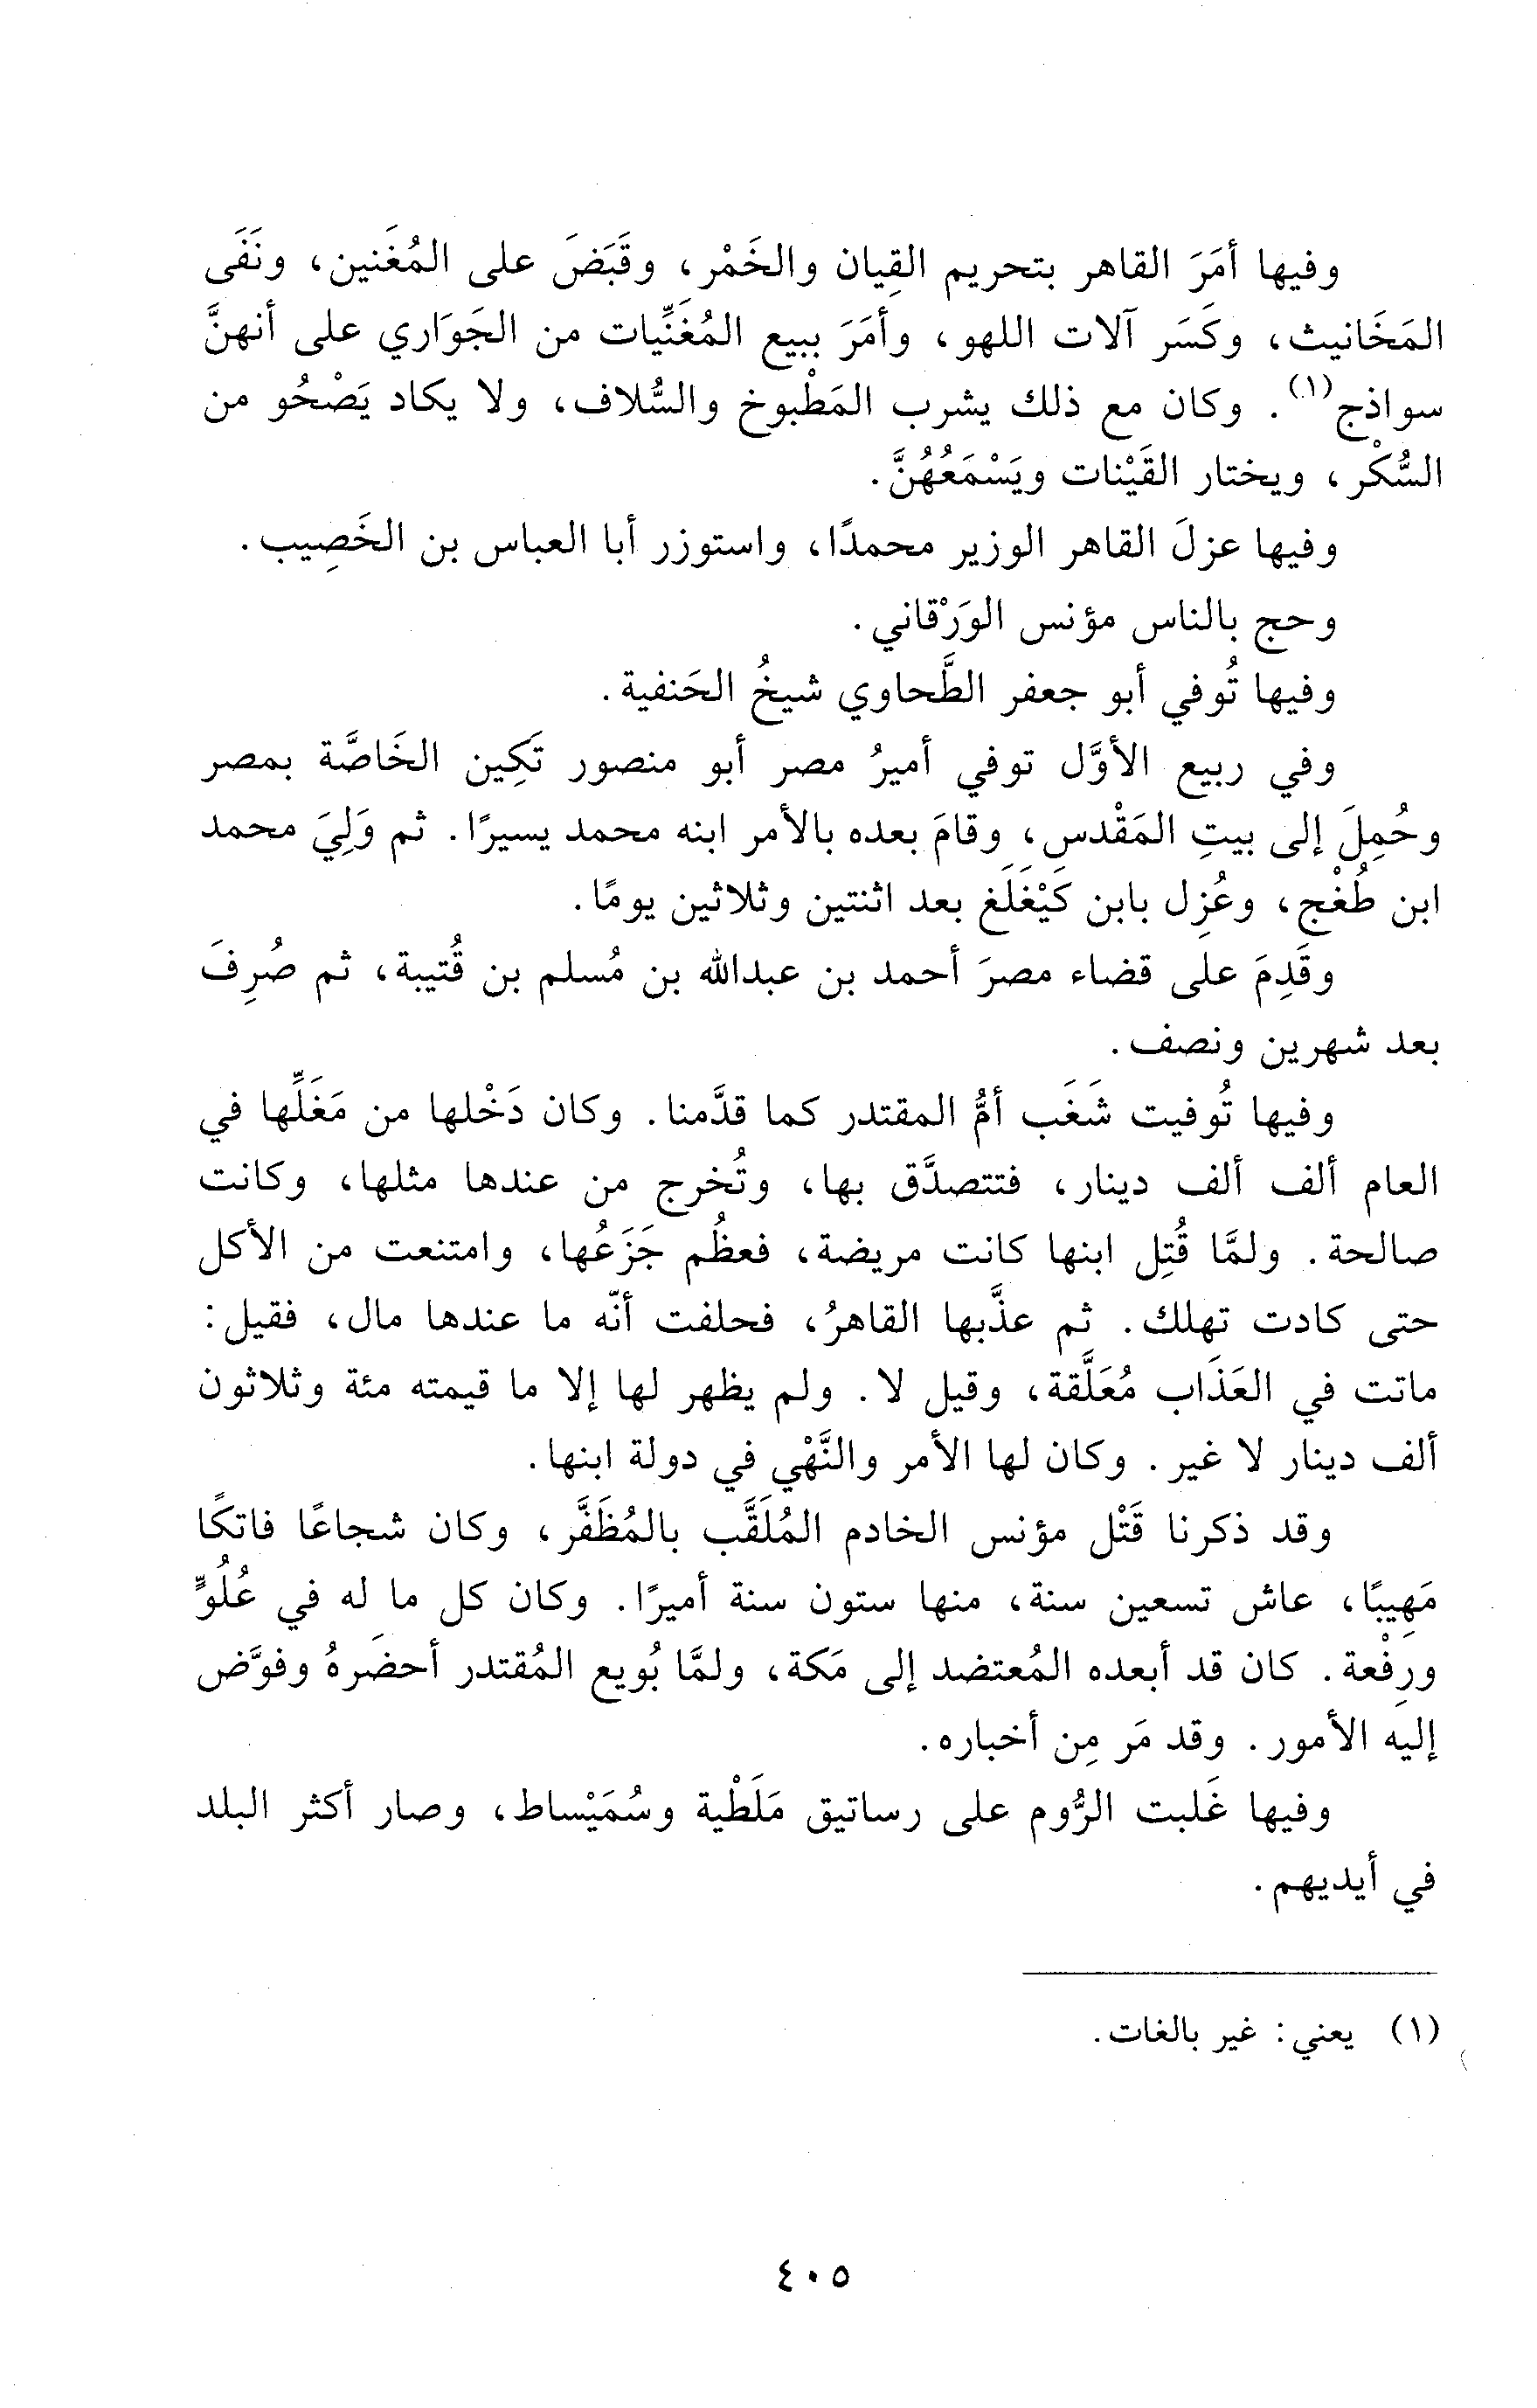 وفيها أمَرَ القاهر بتحريم القِيان والخَمْر، وقَبَضَ على المُغَنين، ونَفَى
المَخَانيث، وكَسَر آلات اللهو، وأمَرَ ببيع المُغَنِّيات من الجَوَاري على أنهنَّ
سواذج(١). وكان مع ذلك يشرب المَطْبوخ والسُّلاف، ولا يكاد يَصْحُو من
السُّكْر، ويختار القَيْنات ويَسْمَعُهُنَّ.
وفيها عزلَ القاهر الوزير محمدًا، واستوزر أبا العباس بن الخَصِيب.
وحج بالناس مؤنس الوَرْقاني.
وفيها تُوفي أبو جعفر الطَّحاوي شيخُ الحَنفية.
وفي ربيع الأوَّل توفي أميرُ مصر أبو منصور تَكِين الخَاصَّة بمصر
وحُمِلَ إلى بيتِ المَقْدسِ، وقامَ بعده بالأمر ابنه محمد يسيرًا. ثم وَلِيَ محمد
ابن طُغْج، وعُزِل بابن كَيْغَلَغ بعد اثنتين وثلاثين يومًا.
وقَدِمَ على قضاء مصرَ أحمد بن عبدالله بن مُسلم بن قُتيبة، ثم صُرِفَ
بعد شهرين ونصف.
وفيها تُوفيت شَغَب أمُّ المقتدر كما قدَّمنا. وكان دَخْلها من مَغَلِّها في
العام ألف ألف دينار، فتتصدَّق بها، وتُخرج من عندها مثلها، وكانت
صالحة. ولمَّا قُتِل ابنها كانت مريضة، فعظُم جَزَعُها، وامتنعت من الأكل
حتى كادت تهلك. ثم عذَّبها القاهرُ، فحلفت أنّه ما عندها مال، فقيل:
ماتت في العَذَاب مُعَلَّقة، وقيل لا. ولم يظهر لها إلا ما قيمته مئة وثلاثون
ألف دينار لا غير. وكان لها الأمر والنَّهْي في دولة ابنها.
وقد ذكرنا قَتْل مؤنس الخادم المُلَقَّب بالمُظَفَّر، وكان شجاعًا فاتكًا
مَهِيبًا، عاش تسعين سنة، منها ستون سنة أميرًا. وكان كل ما له في عُلُوٍّ
ورِفْعة. كان قد أبعده المُعتضد إلى مَكة، ولمَّا بُويع المُقتدر أحضَرهُ وفوَّض
إليه الأمور. وقد مَر مِن أخباره.
وفيها غَلبت الرُّوم على رساتيق مَلَطْية وسُمَيْساط، وصار أكثر البلد
في أيديهم.
(١) يعني: غير بالغات.
٤٠٥